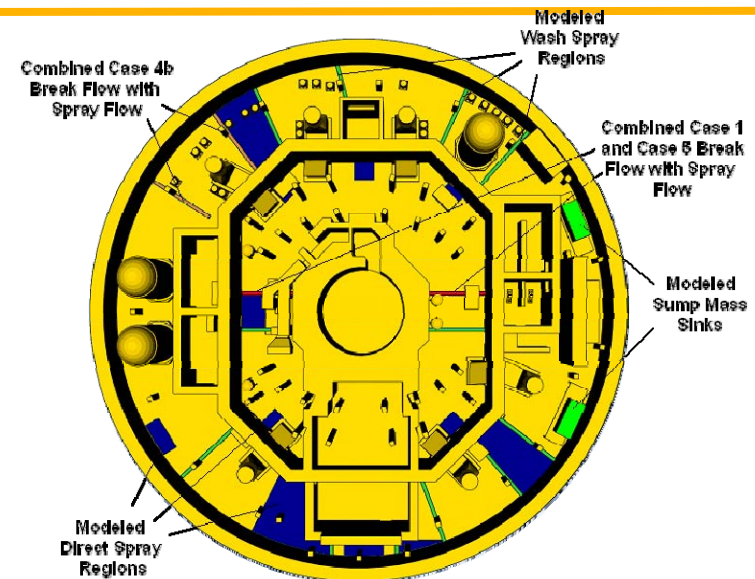 Modeled
Wash Spray
Regions
Combined Case 4b
Break Flow with
Spray Flow
Combined Case 1
and Case 6 Break
Flow with Spray
Flow
Modeled
Sump Mass
Sinks
Modeled
Direct Spray
Regions